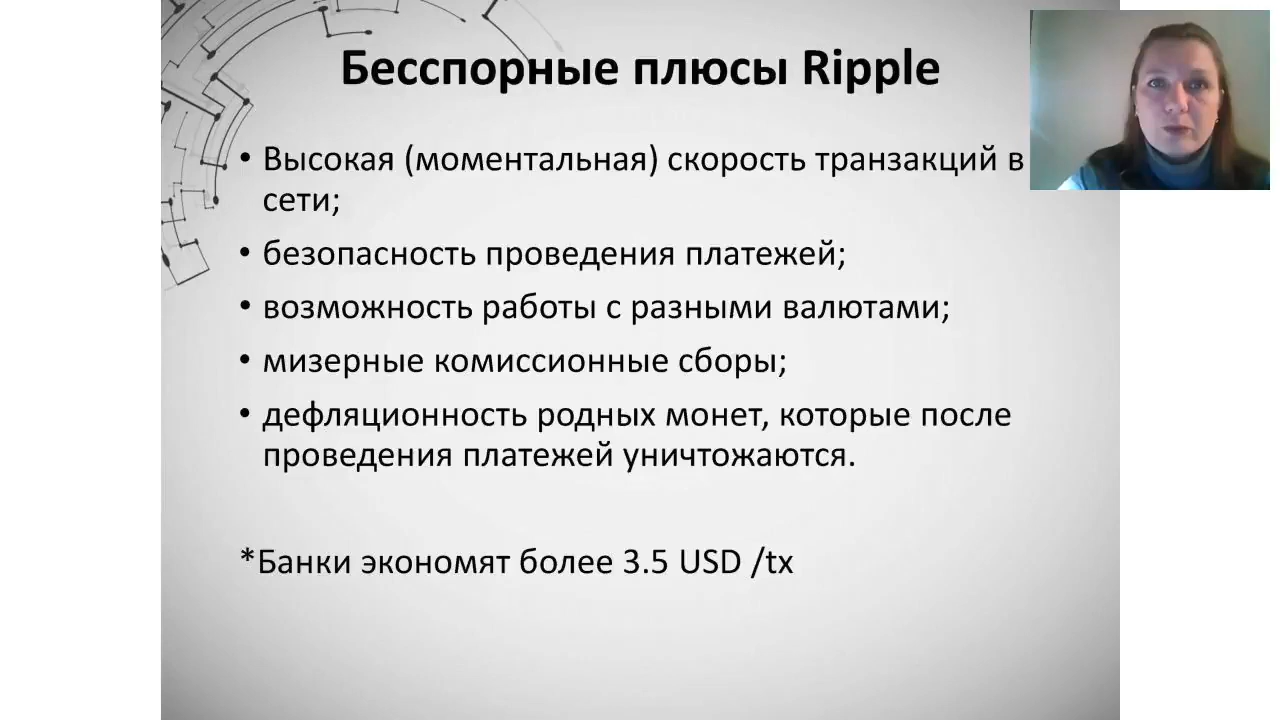 Бесспорные плюсы Ripple
• Высокая (моментальная) скорость транзакций в
сети;
• безопасность проведения платежей;
• возможность работы с разными валютами;
• мизерные комиссионные сборы;
• дефляционность родных монет, которые после
проведения платежей уничтожаются.
*Банки экономят более 3.5 USD /tx